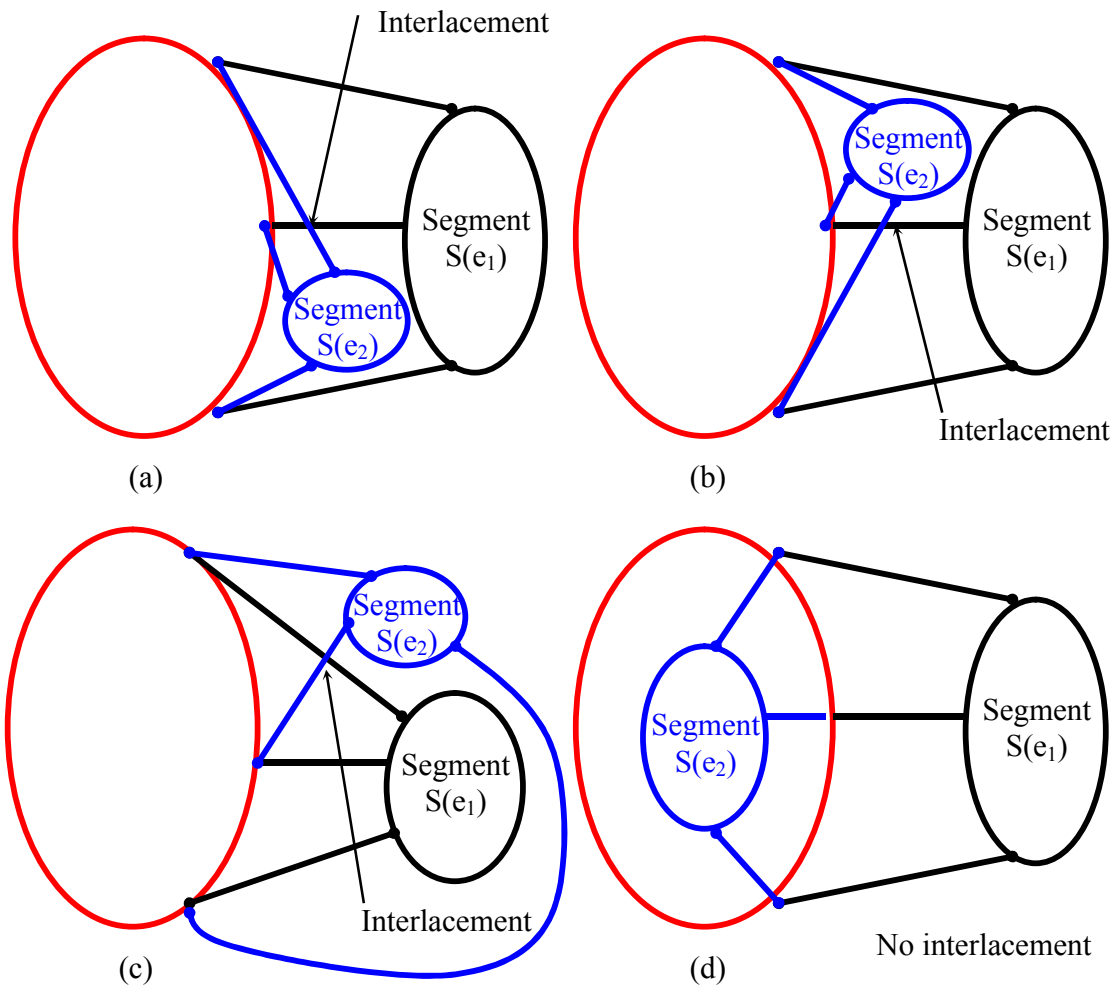 Interlacement
Segment
S(e₁)
Segment
S(e₂)
(a)
Segment
S(e₂)
Segment
S(e₁)
Interlacement
(b)
Segment
S(e₂)
Segment
S(e₁)
Interlacement
(c)
Segment
S(e₂)
Segment
S(e₁)
No interlacement
(d)